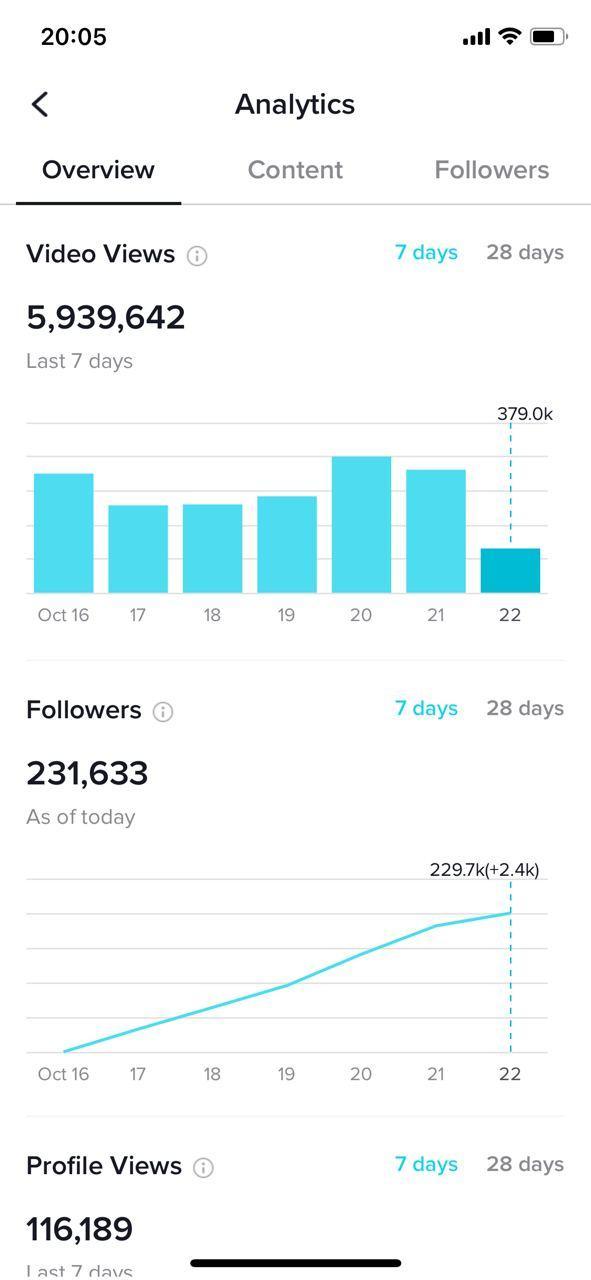 20:05
Analytics
Overview Content Followers
Video Views 7 days 28 days
5,939,642
Last 7 days
379.0k
Oct 16 17 18 19 20 21 22
Followers 7 days 28 days
231,633
As of today
229.7k(+2.4k)
Oct 16 17 18 19 20 21 22
Profile Views 7 days 28 days
116,189
Last 7 days